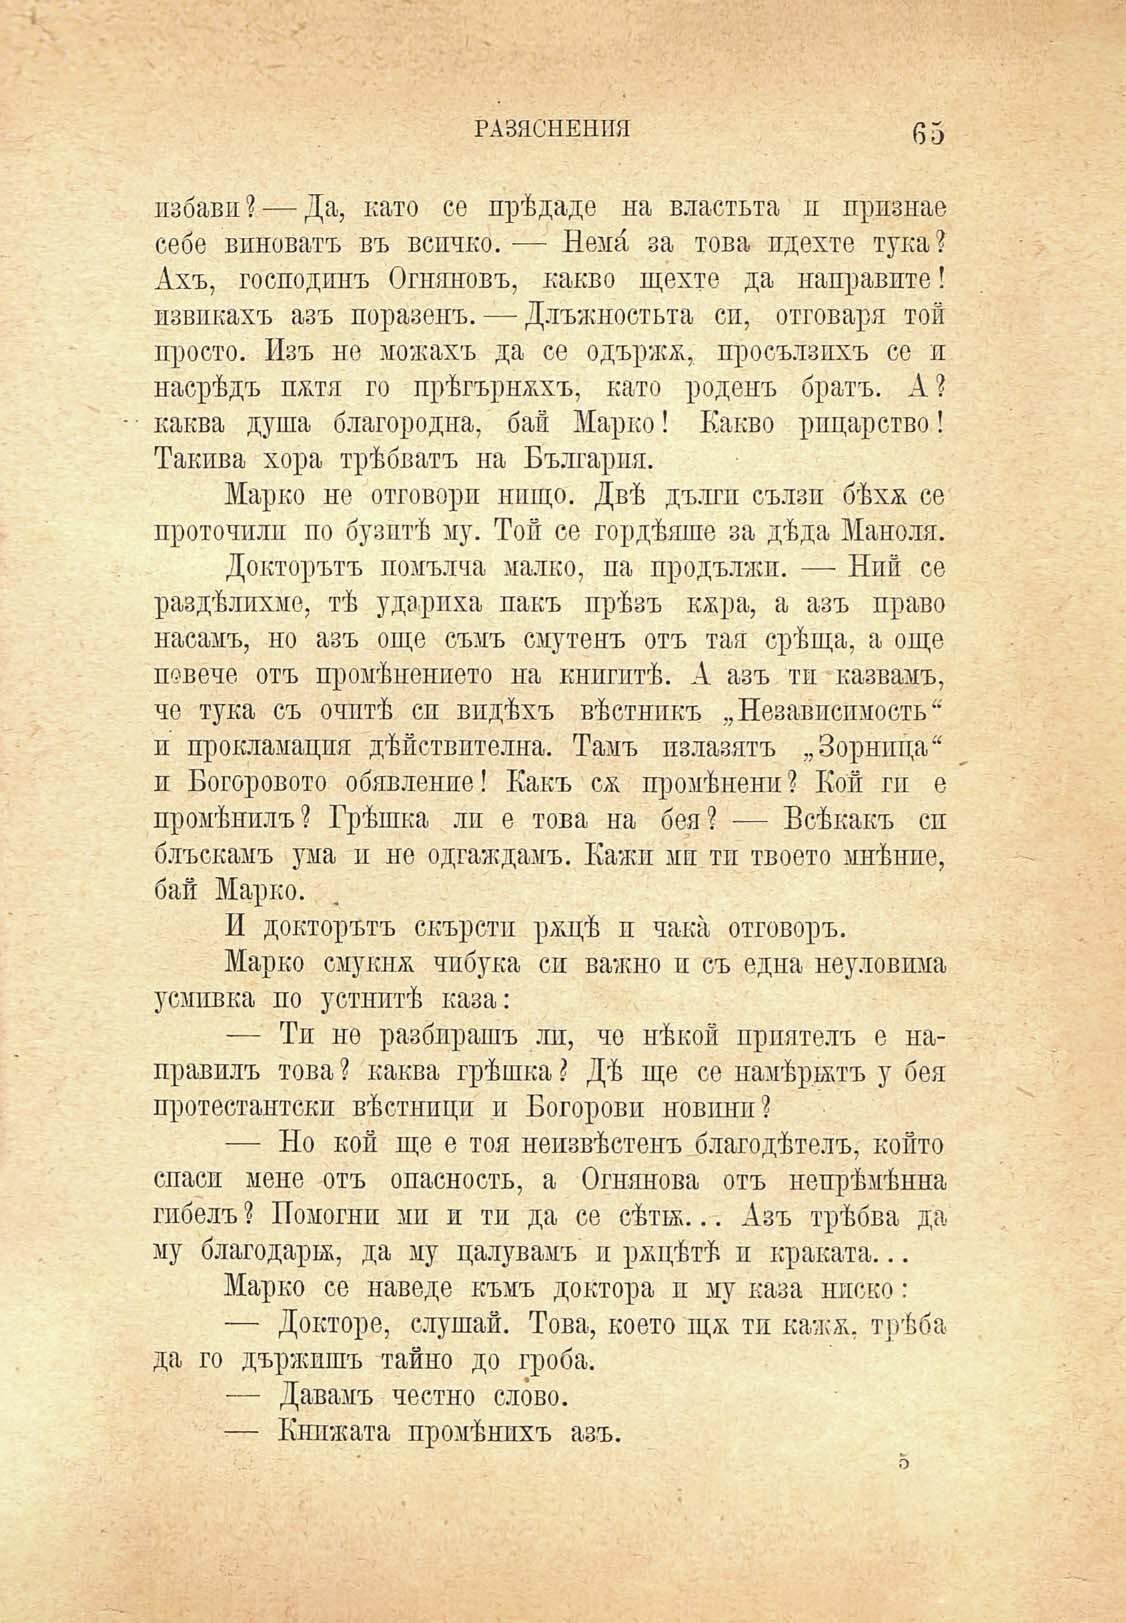 РАЗЯСНЕНИЯ 65
избави? — Да, като се прѣдаде на властьта и признае
себе виноватъ въ всичко. — Нема́ за това идехте тука?
Ахъ, господинъ Огняновъ, какво щехте да направите!
извикахъ азъ поразенъ. — Длъжностьта си, отговаря той
просто. Изъ не можахъ да се одържѫ, просълзихъ се и
насрѣдъ пѫтя го прѣгърнѫхъ, като роденъ братъ. А?
каква душа благородна, бай Марко! Какво рицарство!
Такива хора трѣбватъ на България.
Марко не отговори нищо. Двѣ дълги сълзи бѣхѫ се
проточили по бузитѣ му. Той се гордѣяше за дѣда Маноля.
Докторътъ помълча малко, па продължи. — Ний се
раздѣлихме, тѣ удариха пакъ прѣзъ кѫра, а азъ право
насамъ, но азъ още съмъ смутенъ отъ тая срѣща, а още
повече отъ промѣнението на книгитѣ. А азъ ти казвамъ,
че тука съ очитѣ си видѣхъ вѣстникъ „Независимость“
и прокламация дѣйствителна. Тамъ излазятъ „Зорница“
и Богоровото обявление! Какъ сѫ промѣнени? Кой ги е
промѣнилъ? Грѣшка ли е това на бея? — Всѣкакъ си
блъскамъ ума и не одгаждамъ. Кажи ми ти твоето мнѣние,
бай Марко.
И докторътъ скърсти рѫцѣ и чака̀ отговоръ.
Марко смукнѫ чибука си важно и съ една неуловима
усмивка по устнитѣ каза:
— Ти не разбирашъ ли, че нѣкой приятелъ е на-
правилъ това? каква грѣшка? Дѣ ще се намѣрѭтъ у бея
протестантски вѣстници и Богорови новини?
— Но кой ще е тоя неизвѣстенъ благодѣтелъ, който
спаси мене отъ опасность, а Огнянова отъ непрѣмѣнна
гибелъ? Помогни ми и ти да се сѣтѭ... Азъ трѣбва да
му благодарѭ, да му цалувамъ и рѫцѣтѣ и краката...
Марко се наведе къмъ доктора и му каза ниско:
— Докторе, слушай. Това, което щѫ ти кажѫ, трѣба
да го държишъ тайно до гроба.
— Давамъ честно слово.
— Книжата промѣнихъ азъ.
5